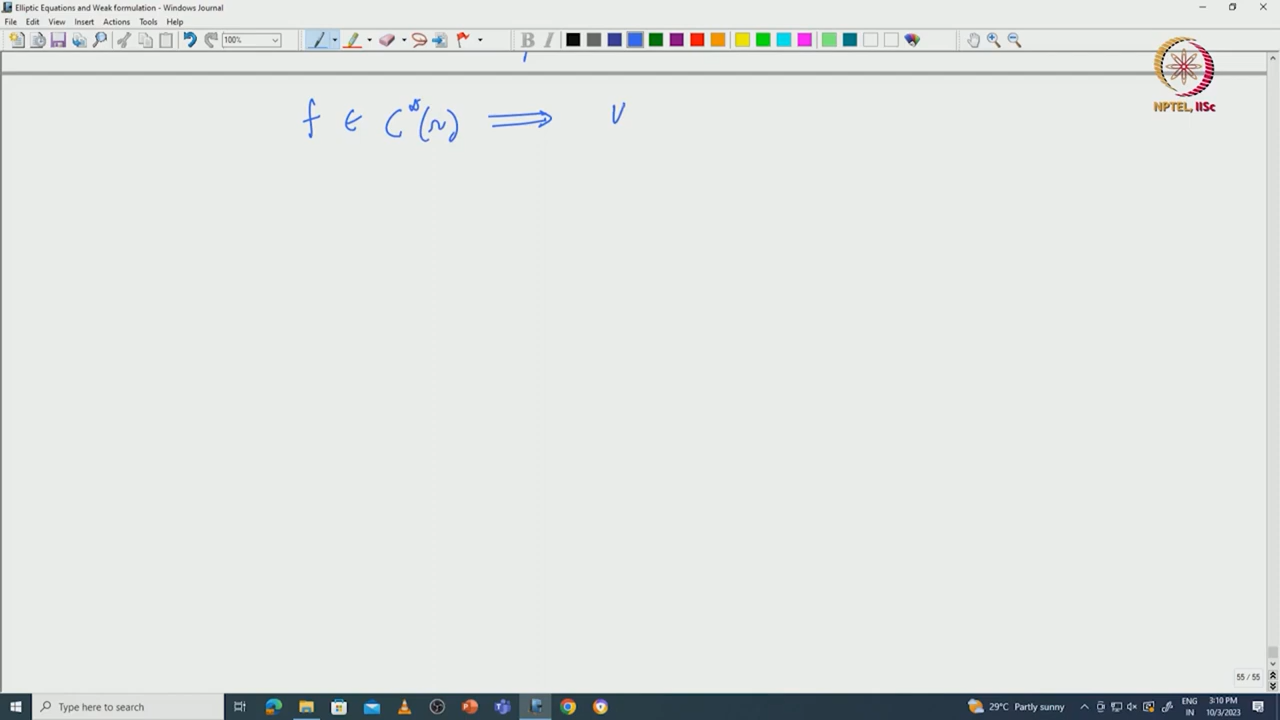 Elliptic Equations and Weak formulation - Windows Journal
File Edit View Insert Actions Tools Help
100%
B I
NPTEL, IISc
f ∈ C^∞(Ω) ⟹ u
55 / 55
Type here to search
29°C Partly sunny
ENG
IN
3:10 PM
10/3/2023